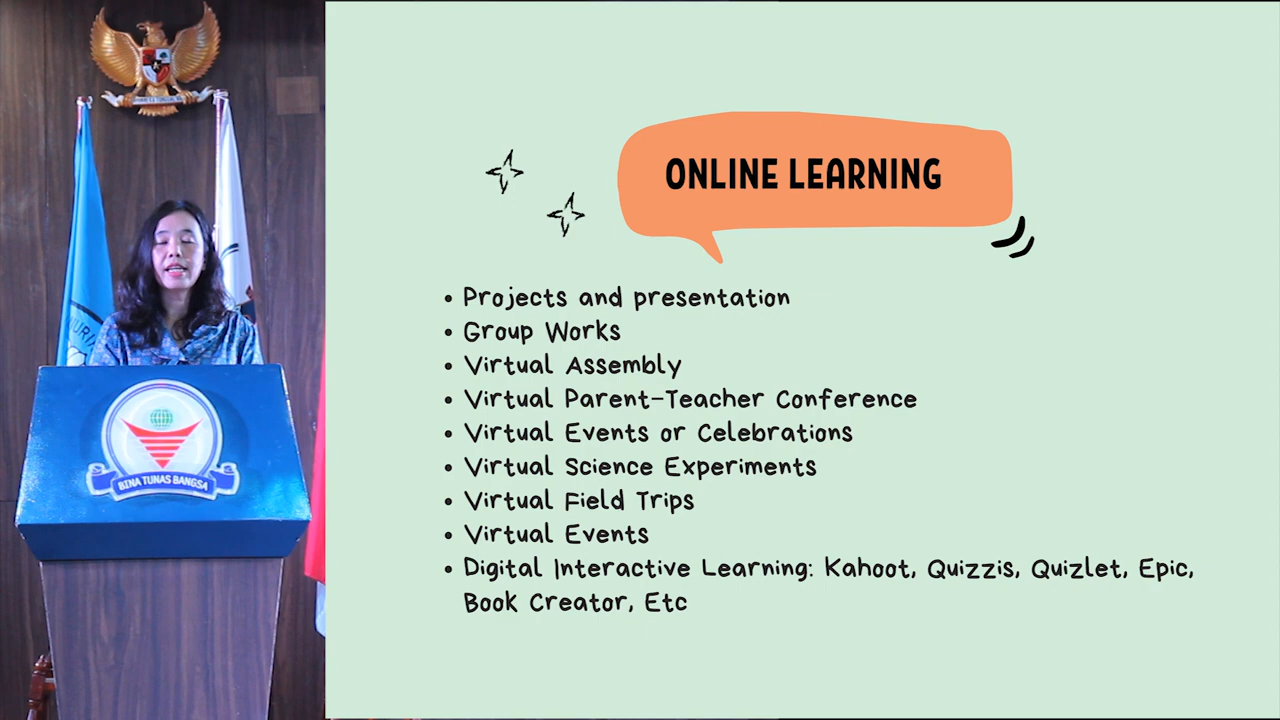 BINA TUNAS BANGSA
ONLINE LEARNING
• Projects and presentation
• Group Works
• Virtual Assembly
• Virtual Parent-Teacher Conference
• Virtual Events or Celebrations
• Virtual Science Experiments
• Virtual Field Trips
• Virtual Events
• Digital Interactive Learning: Kahoot, Quizzis, Quizlet, Epic,
Book Creator, Etc